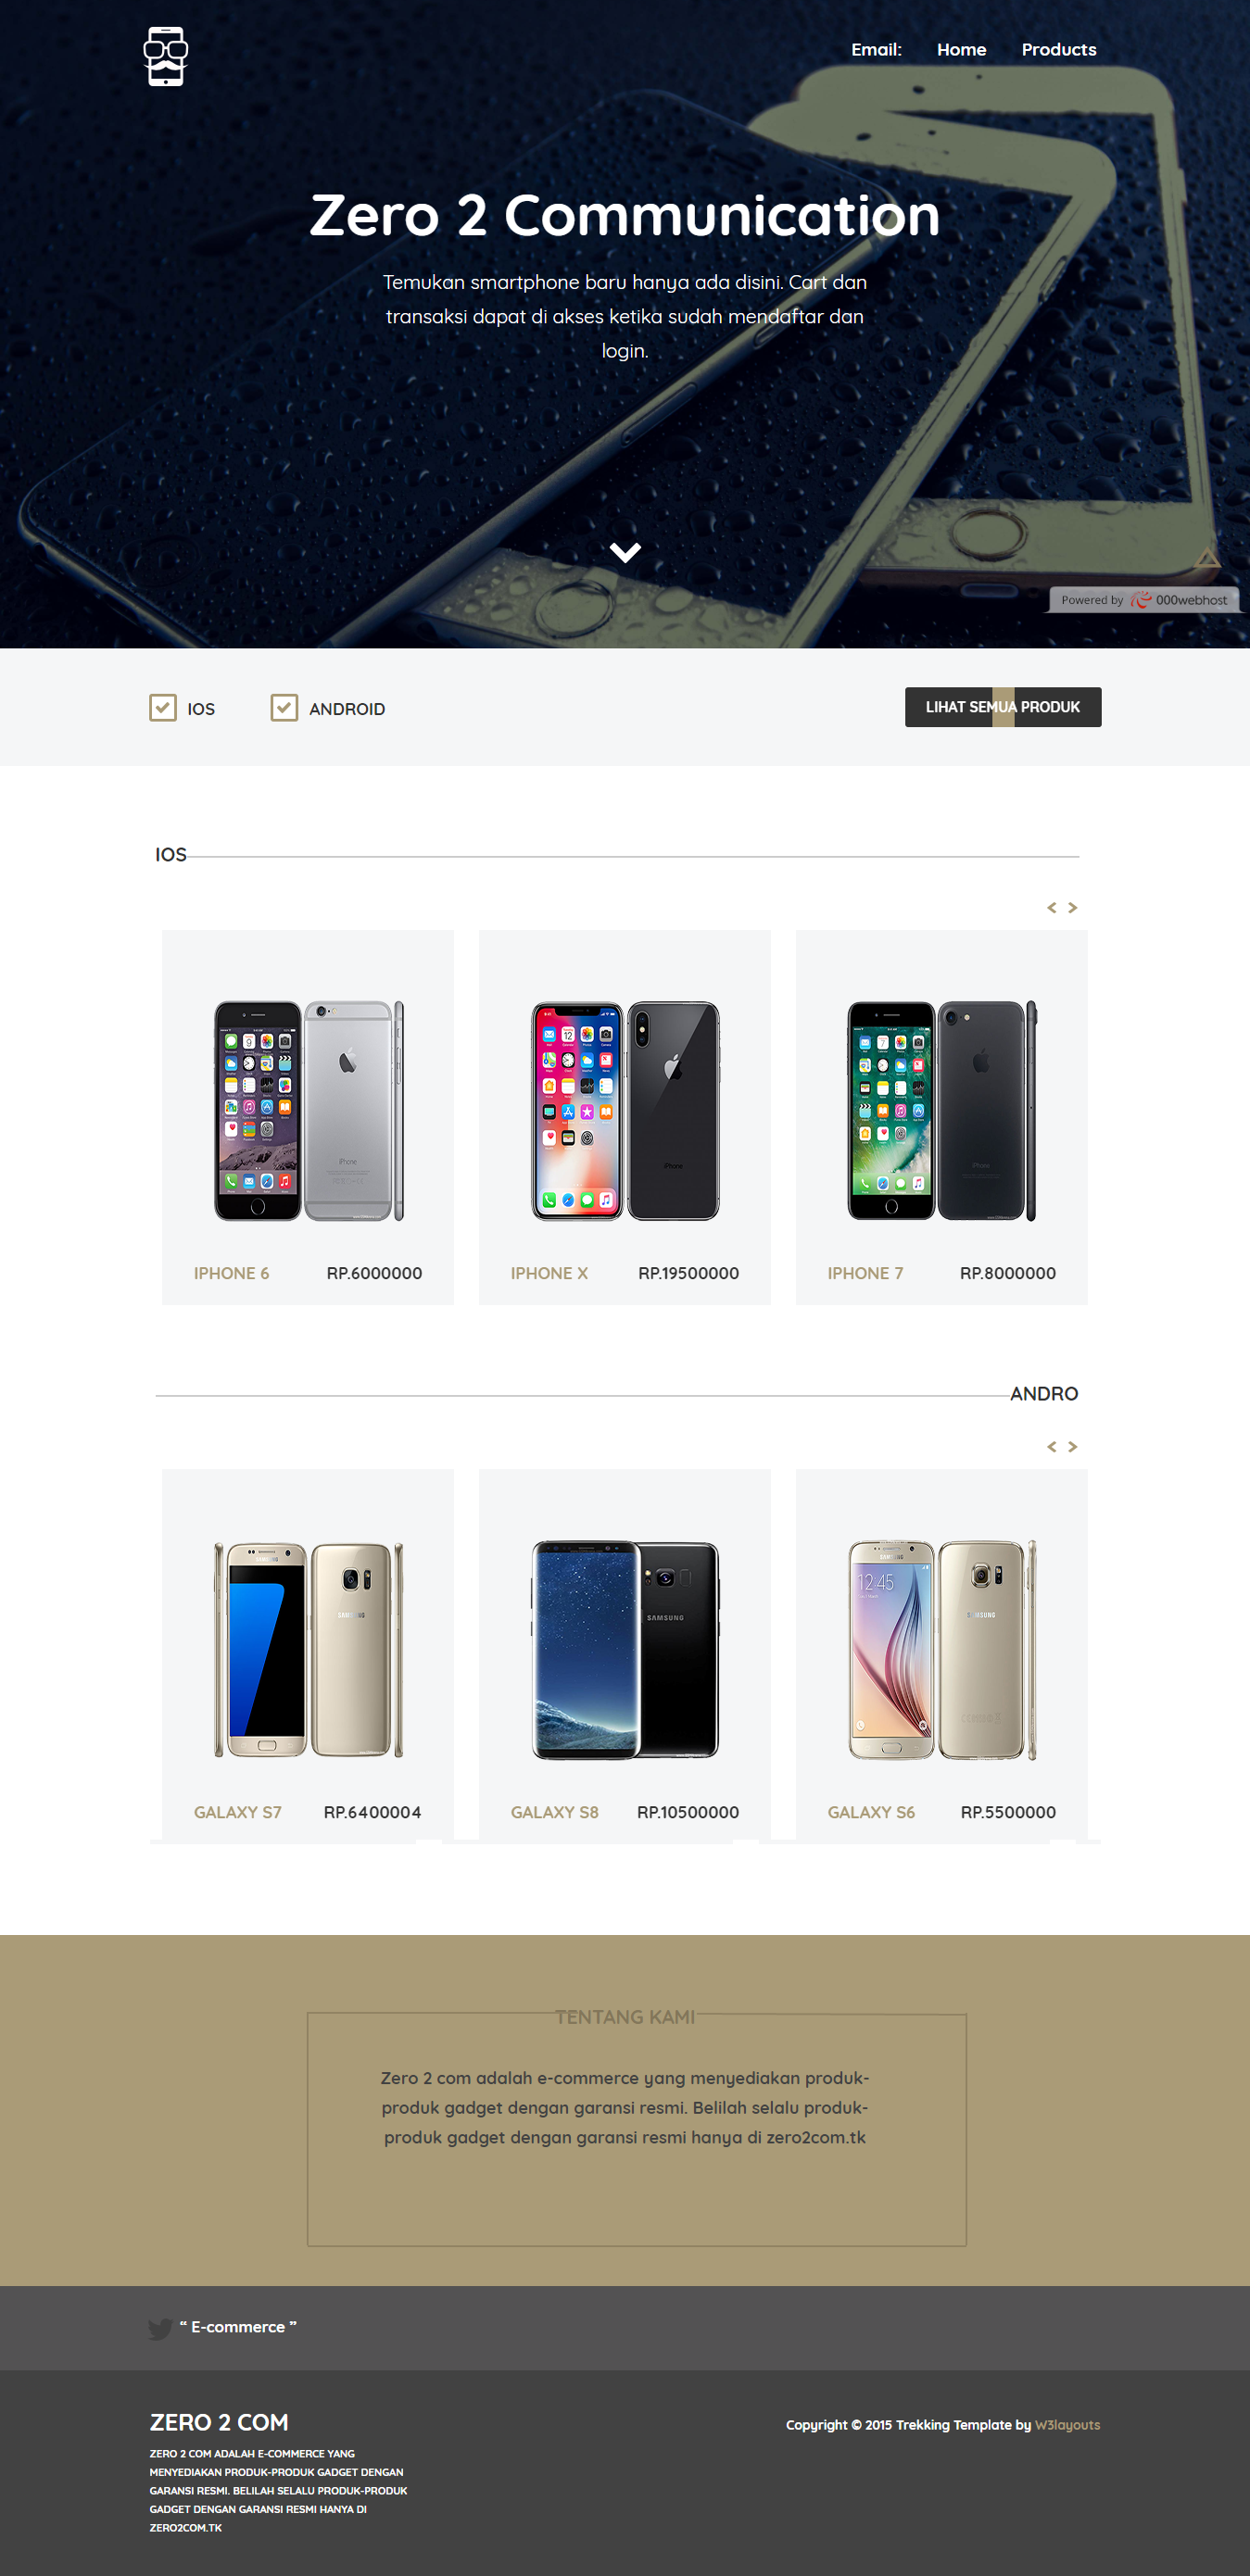 Email: Home Products
Zero 2 Communication
Temukan smartphone baru hanya ada disini. Cart dan
transaksi dapat di akses ketika sudah mendaftar dan
login.
Powered by 000webhost
IOS ANDROID LIHAT SEMUA PRODUK
IOS
< >
IPHONE 6 RP.6000000
IPHONE X RP.19500000
IPHONE 7 RP.8000000
ANDRO
< >
SAMSUNG
SAMSUNG
SAMSUNG
12:45
SAMSUNG
GALAXY S7 RP.6400004
GALAXY S8 RP.10500000
GALAXY S6 RP.5500000
TENTANG KAMI
Zero 2 com adalah e-commerce yang menyediakan produk-
produk gadget dengan garansi resmi. Belilah selalu produk-
produk gadget dengan garansi resmi hanya di zero2com.tk
“ E-commerce ”
ZERO 2 COM
Copyright © 2015 Trekking Template by W3layouts
ZERO 2 COM ADALAH E-COMMERCE YANG
MENYEDIAKAN PRODUK-PRODUK GADGET DENGAN
GARANSI RESMI. BELILAH SELALU PRODUK-PRODUK
GADGET DENGAN GARANSI RESMI HANYA DI
ZERO2COM.TK